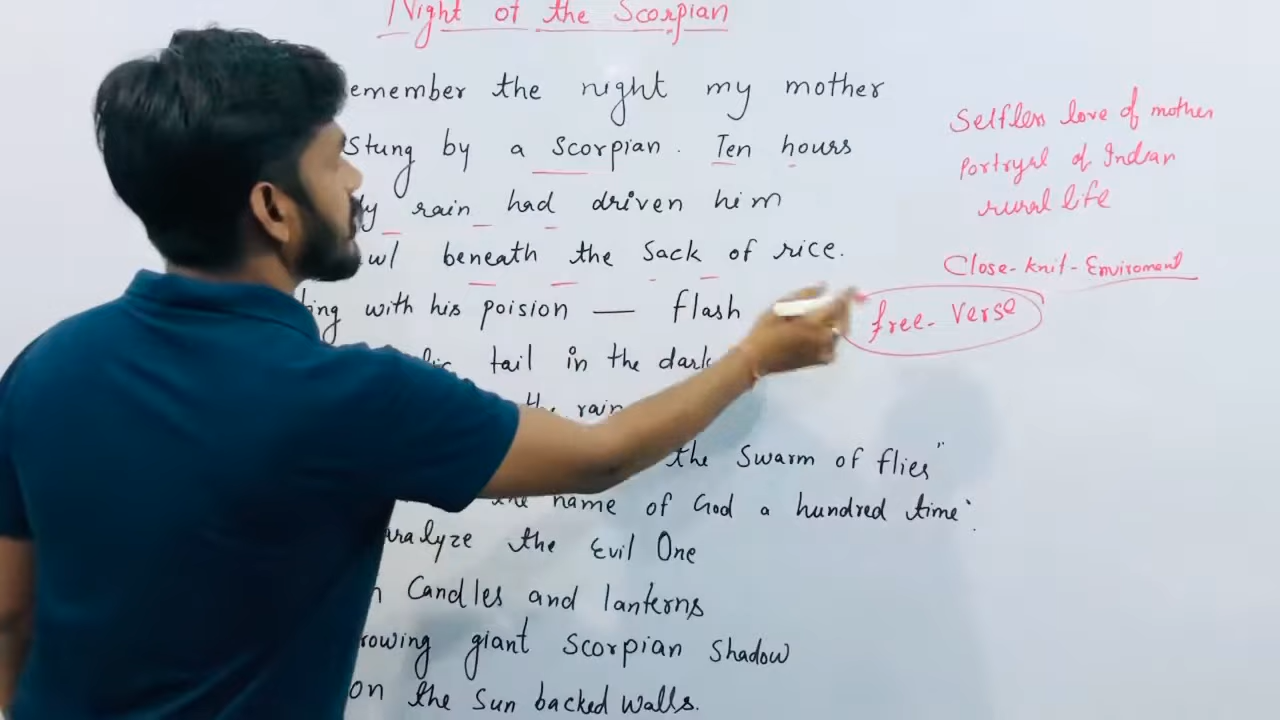 Night of the Scorpian
emember the night my mother
stung by a scorpian. Ten hours
rain had driven him
beneath the sack of rice.
with his poision — flash
tail in the dark
rain
the swarm of flies"
the name of God a hundred time.
aralyze the Evil One
Candles and lanterns
rowing giant scorpian shadow
on the sun backed walls.
Selfless love of mother
Portryal of Indian
rural life
Close-knit-Enviroment
free-verse